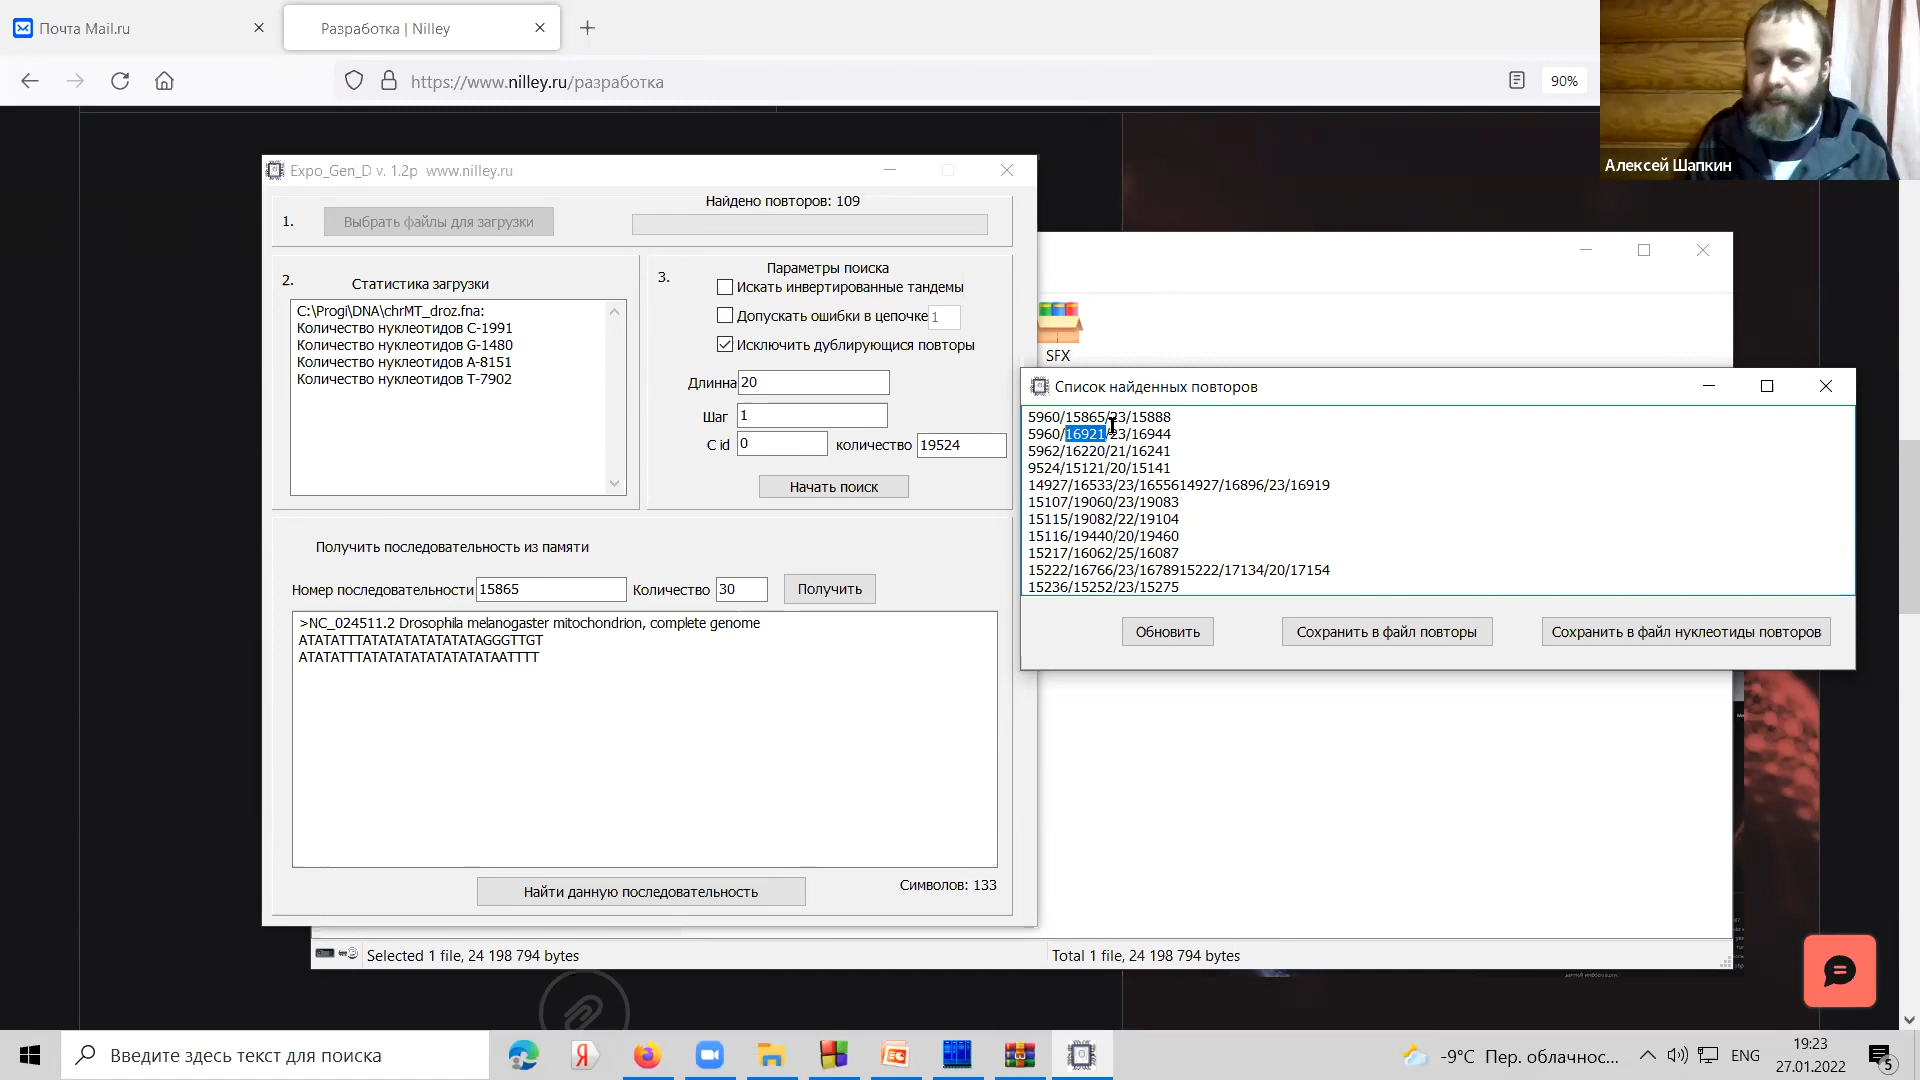 Почта Mail.ru
Разработка | Nilley
https://www.nilley.ru/разработка
90%
Алексей Шапкин
Expo_Gen_D v. 1.2p www.nilley.ru
Найдено повторов: 109
1.
Выбрать файлы для загрузки
2.
Статистика загрузки
C:\Progi\DNA\chrMT_droz.fna:
Количество нуклеотидов C-1991
Количество нуклеотидов G-1480
Количество нуклеотидов A-8151
Количество нуклеотидов T-7902
3.
Параметры поиска
Искать инвертированные тандемы
Допускать ошибки в цепочке 1
Исключить дублирующися повторы
Длинна 20
Шаг 1
C id 0 количество 19524
Начать поиск
Получить последовательность из памяти
Номер последовательности 15865 Количество 30 Получить
>NC_024511.2 Drosophila melanogaster mitochondrion, complete genome
ATATATTTATATATATATATATAGGGTTGT
ATATATTTATATATATATATATATAATTTT
Символов: 133
Найти данную последовательность
SFX
Список найденных повторов
5960/15865/23/15888
5960/16921/23/16944
5962/16220/21/16241
9524/15121/20/15141
14927/16533/23/1655614927/16896/23/16919
15107/19060/23/19083
15115/19082/22/19104
15116/19440/20/19460
15217/16062/25/16087
15222/16766/23/1678915222/17134/20/17154
15236/15252/23/15275
Обновить
Сохранить в файл повторы
Сохранить в файл нуклеотиды повторов
Selected 1 file, 24 198 794 bytes
Total 1 file, 24 198 794 bytes
Введите здесь текст для поиска
-9°C Пер. облачнос...
ENG
19:23
27.01.2022
5